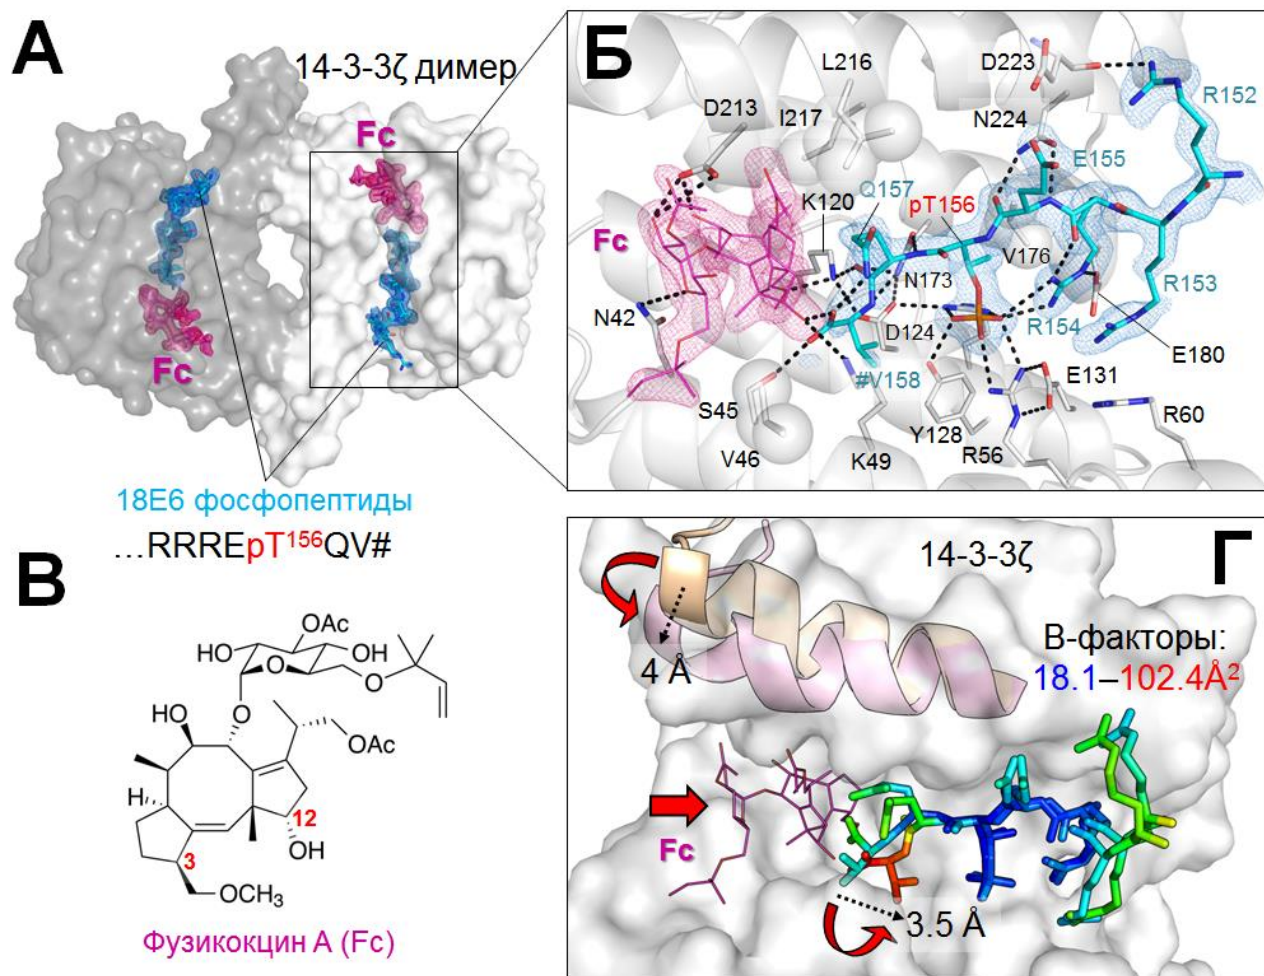 А
14-3-3ζ димер
Fc
Fc
18E6 фосфопептиды
...RRREpT¹⁵⁶QV#
Б
L216
D223
R152
D213
I217
N224
E155
Q157
K120
pT156
Fc
V176
N173
R153
N42
D124
R154
E180
#V158
E131
S45
Y128
R60
V46
K49
R56
В
OAc
HO
OH
O
O
O
HO
OAc
H
12
OH
3
OMCH₃
Фузикокцин А (Fc)
Г
14-3-3ζ
В-факторы:
18.1–102.4Å²
4 Å
Fc
3.5 Å